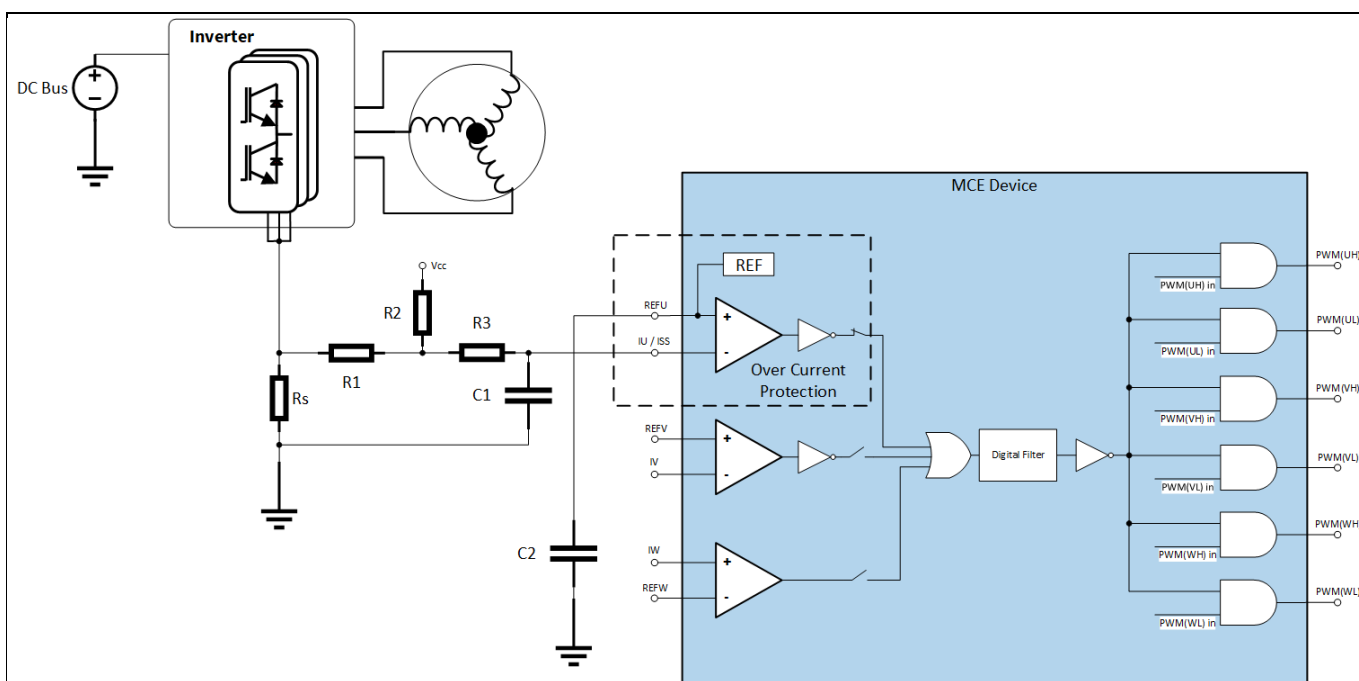 Inverter
DC Bus
MCE Device
Vcc
R2
R3
R1
Rs
C1
C2
REFU
IU / ISS
REF
Over Current
Protection
REFV
IV
IW
REFW
Digital Filter
PWM(UH)
PWM(UH) in
PWM(UL)
PWM(UL) in
PWM(VH)
PWM(VH) in
PWM(VL)
PWM(VL) in
PWM(WH
PWM(WH) in
PWM(WL)
PWM(WL) in